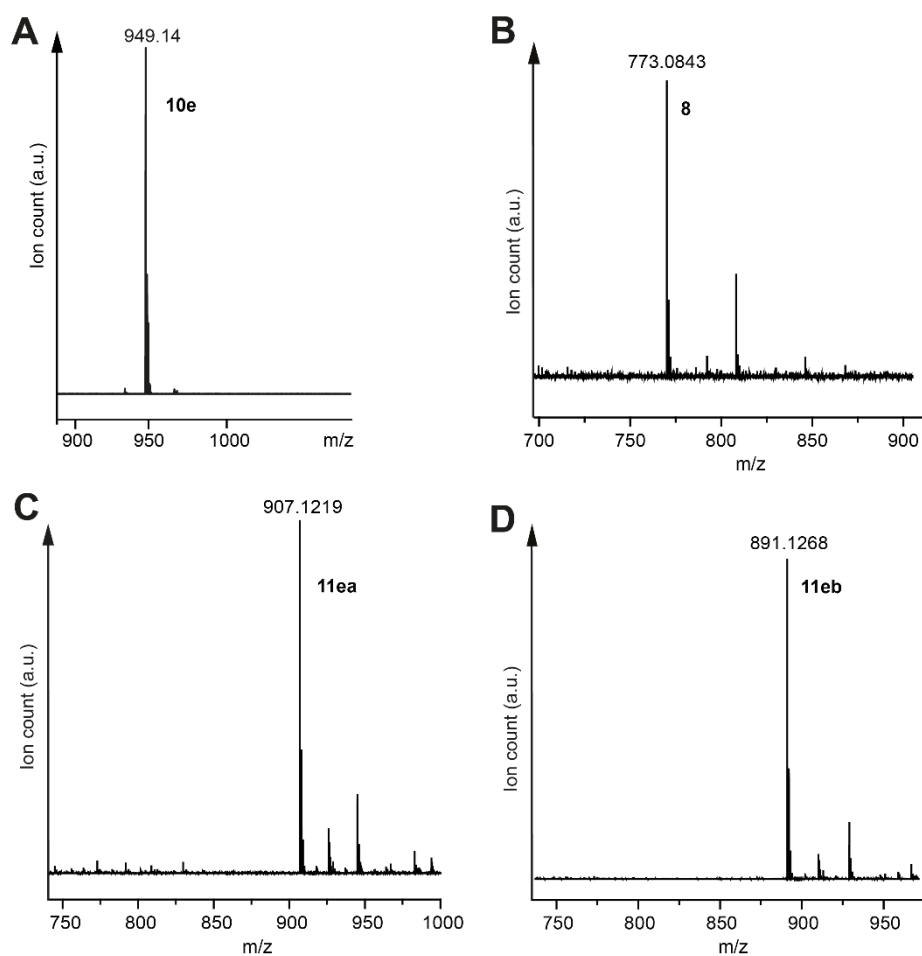 A
949.14
10e
Ion count (a.u.)
900 950 1000 m/z
B
773.0843
8
Ion count (a.u.)
700 750 800 850 900
m/z
C
907.1219
11ea
Ion count (a.u.)
750 800 850 900 950 1000
m/z
D
891.1268
11eb
Ion count (a.u.)
750 800 850 900 950
m/z